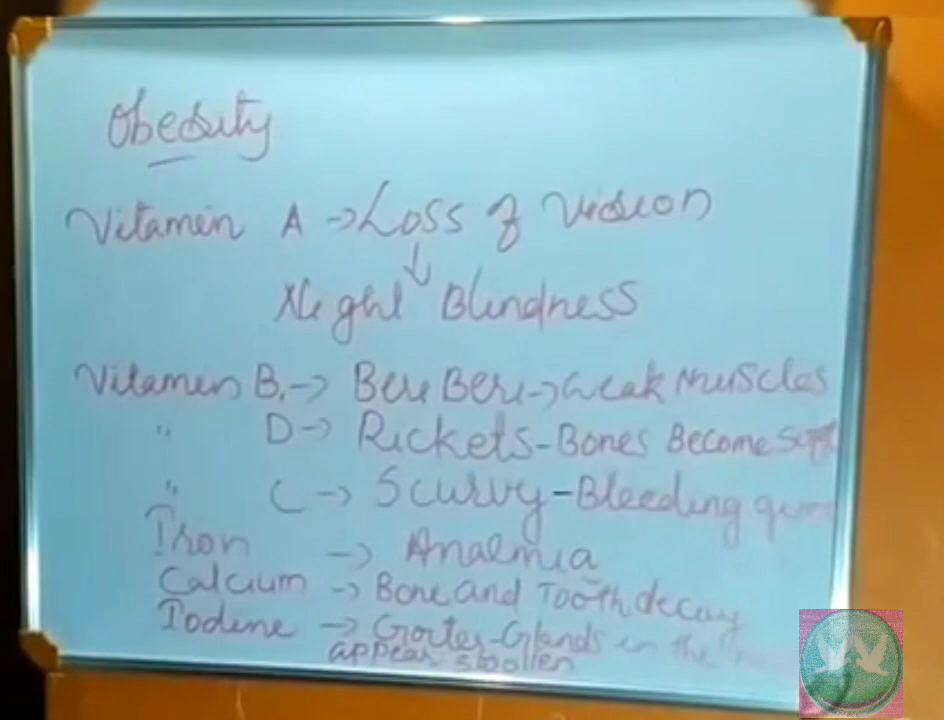 Obesity
Vitamin A → Loss of Vision
↓
Night Blindness
Vitamin B₁ → Beri Beri → Weak Muscles
" D → Rickets - Bones Become Soft
" C → Scurvy - Bleeding gum
Iron → Anaemia
Calcium → Bone and Tooth decay
Iodine → Goiter - Glands in the
appear swollen